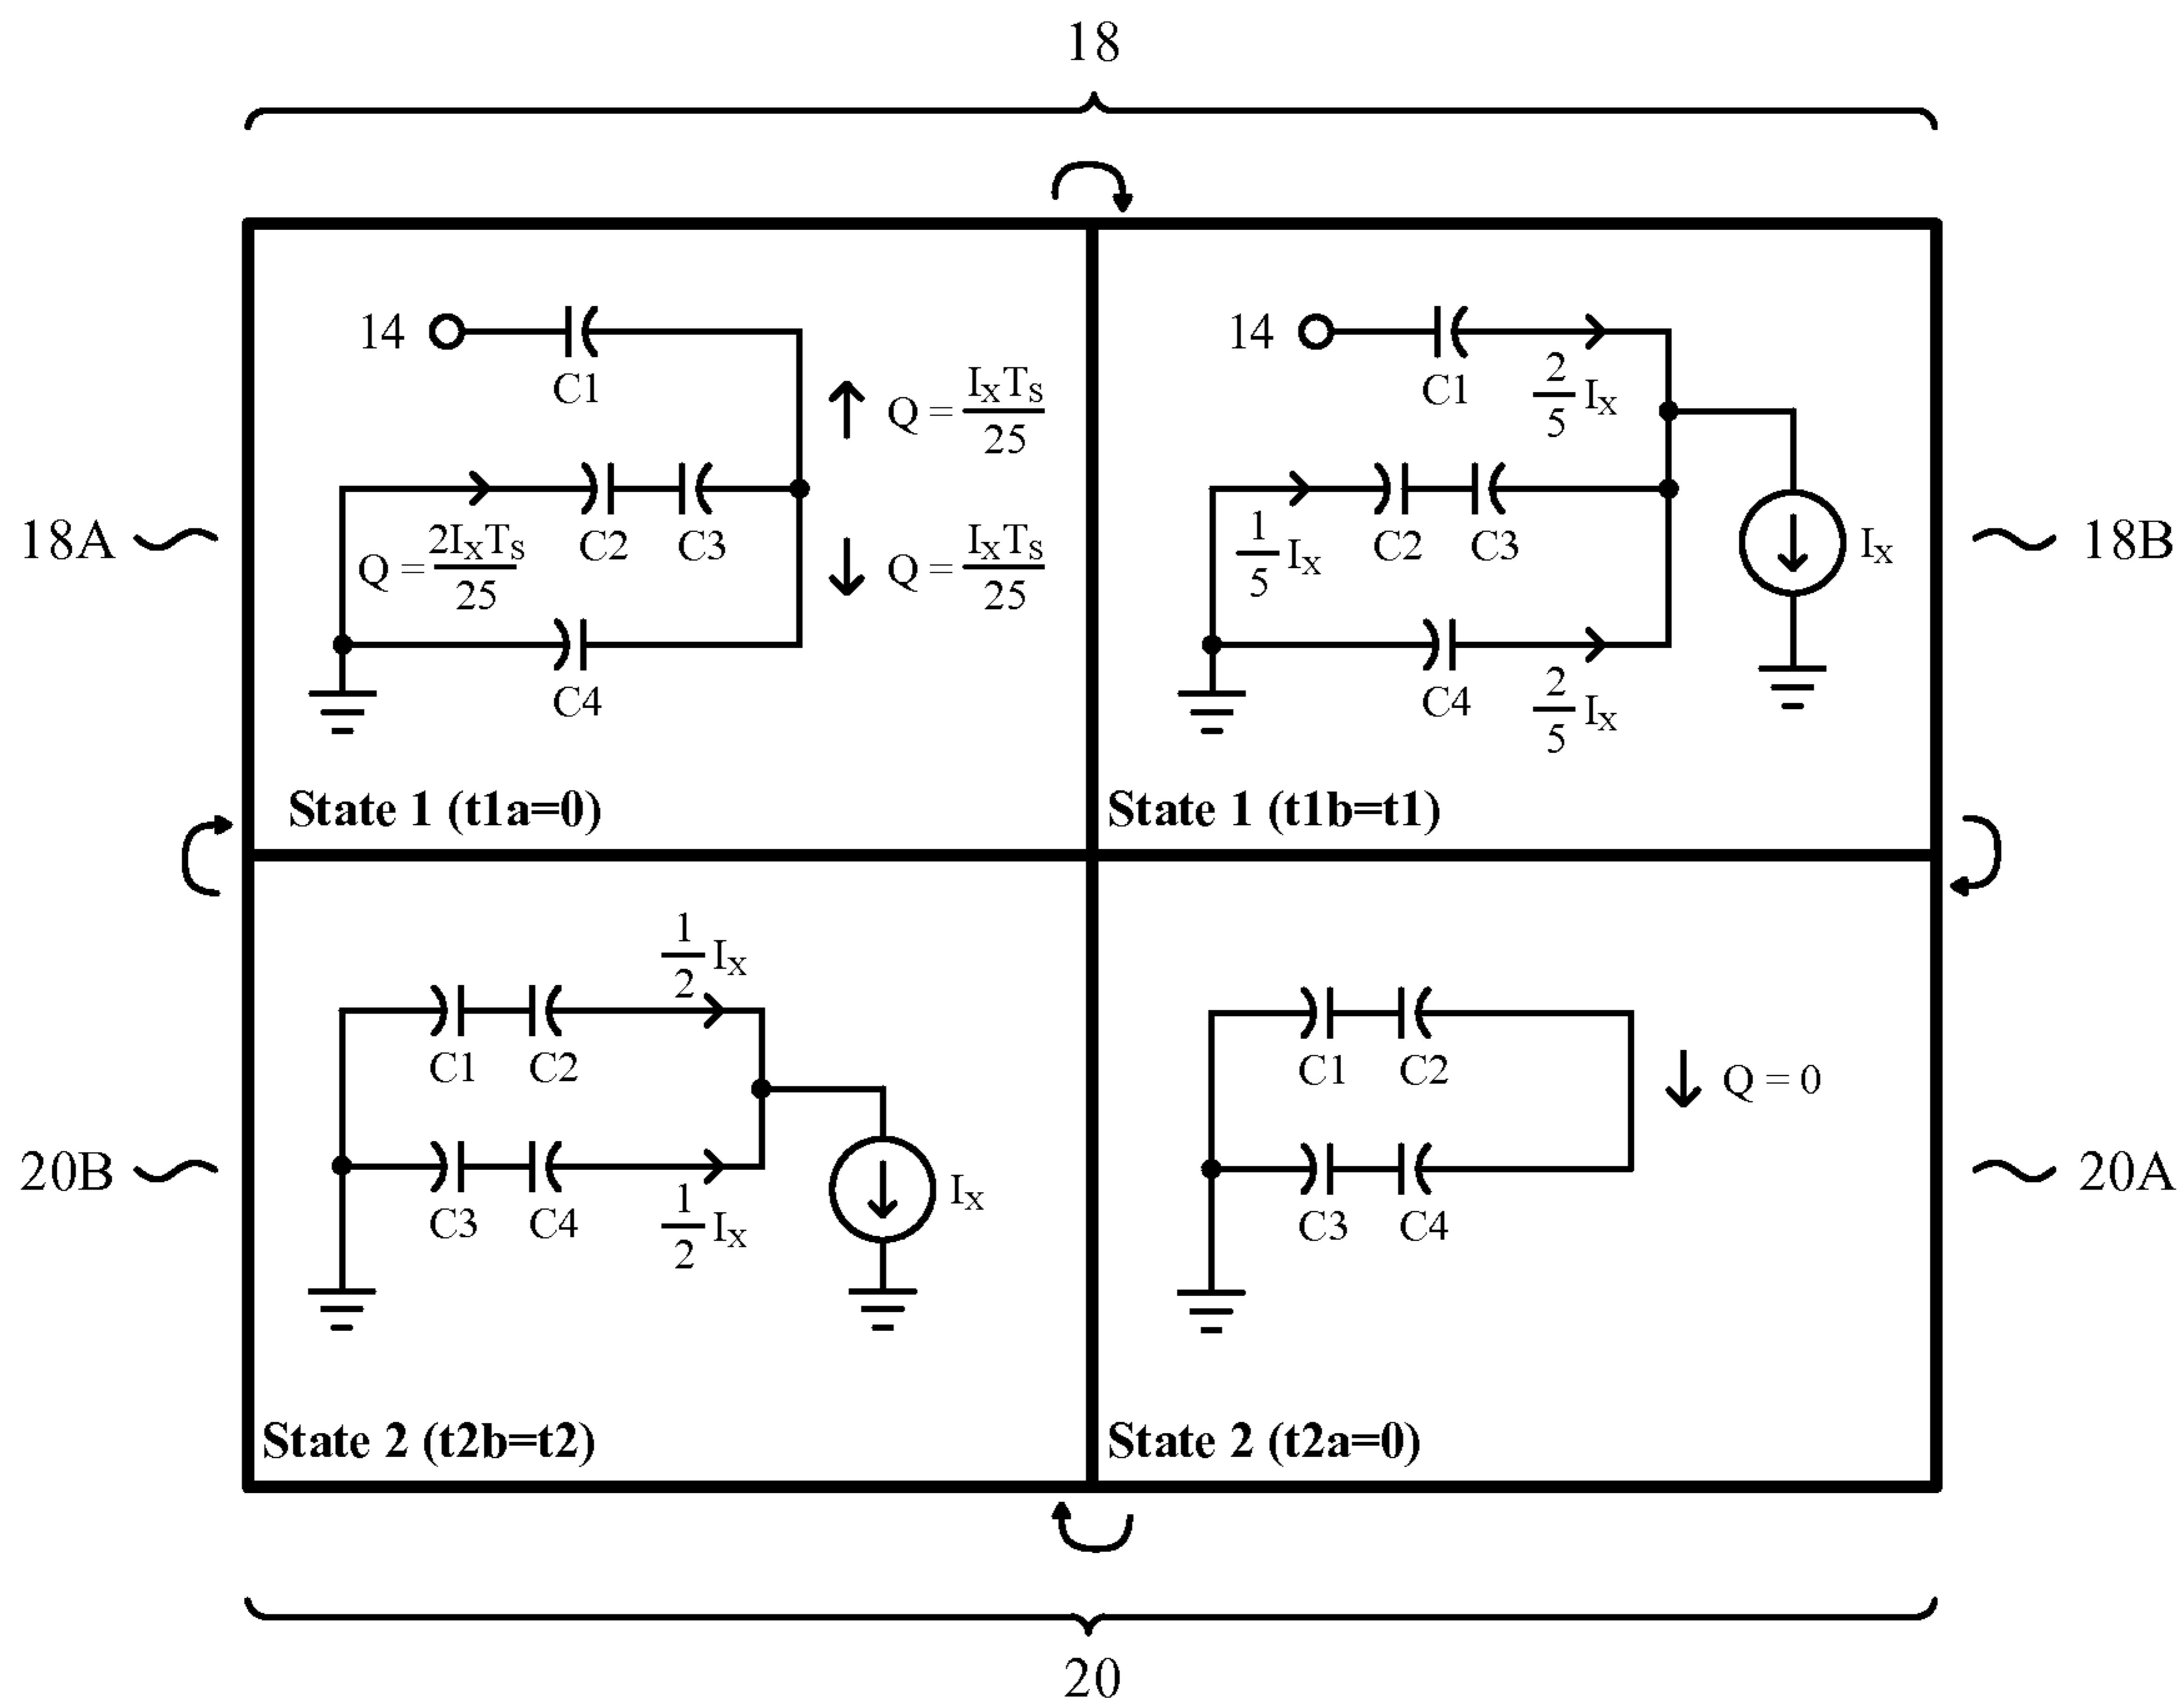 18
14
C1
Q = IxTs/25
C2 C3
Q = 2IxTs/25
Q = IxTs/25
C4
18A
State 1 (t1a=0)
14
C1
2/5 Ix
C2 C3
1/5 Ix
Ix
C4
2/5 Ix
18B
State 1 (t1b=t1)
1/2 Ix
C1 C2
C3 C4
1/2 Ix
Ix
20B
State 2 (t2b=t2)
C1 C2
Q = 0
C3 C4
20A
State 2 (t2a=0)
20